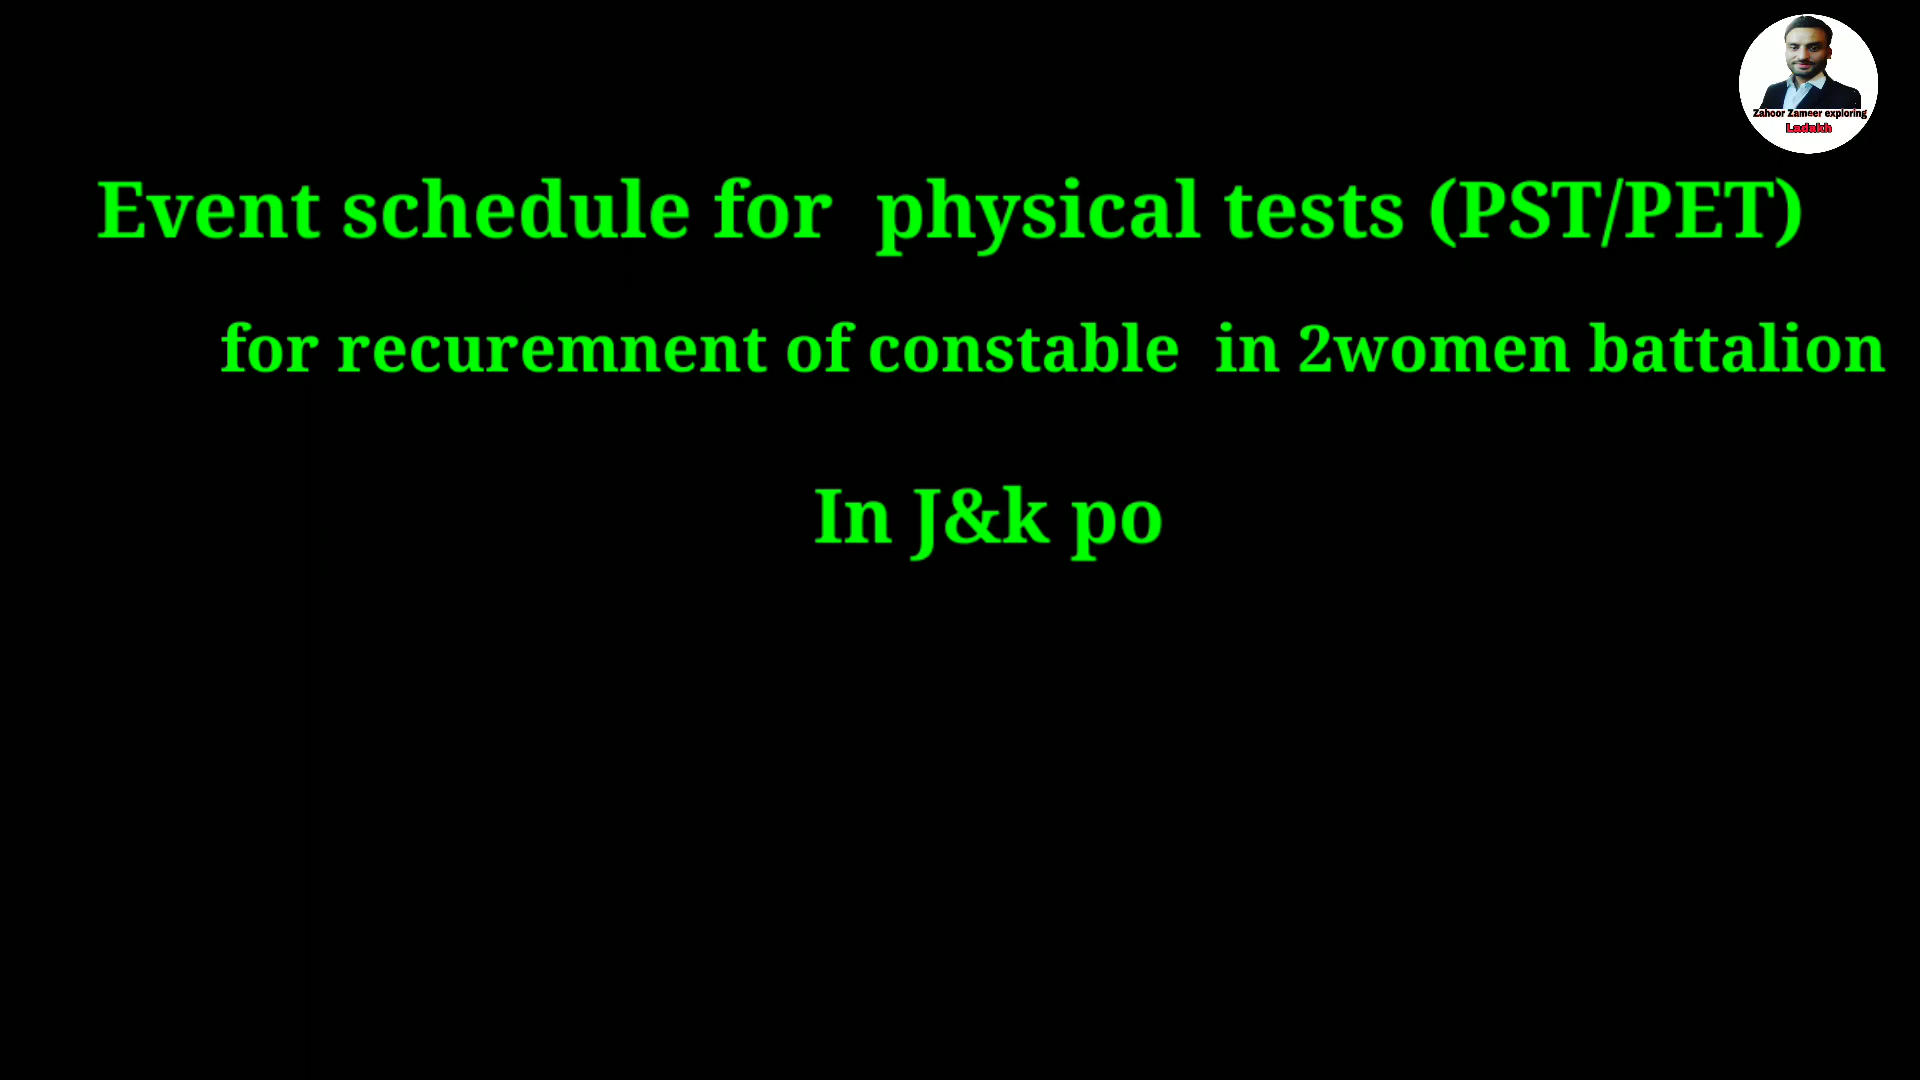 Zahoor Zameer exploring
Ladakh
Event schedule for physical tests (PST/PET)
for recuremnent of constable in 2women battalion
In J&k po